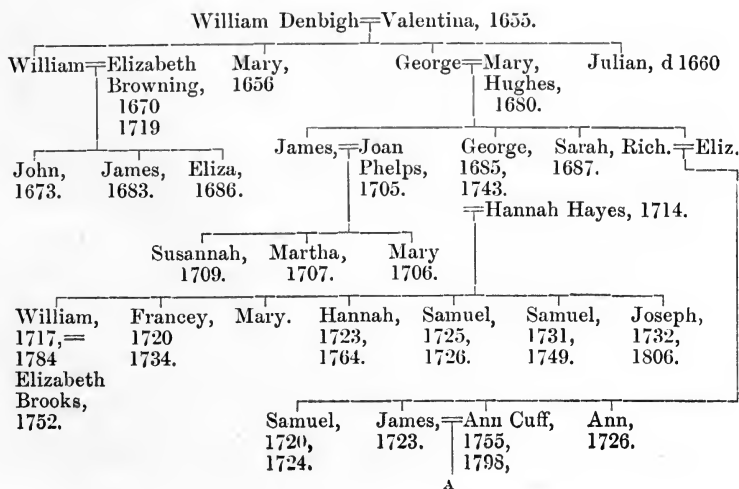 William Denbigh=Valentina, 1655.
William=Elizabeth Mary, George=Mary, Julian, d 1660
Browning, 1656 Hughes,
1670 1680.
1719
James,=Joan George, Sarah, Rich.=Eliz.
John, James, Eliza, Phelps, 1685, 1687.
1673. 1683. 1686. 1705. 1743.
=Hannah Hayes, 1714.
Susannah, Martha, Mary
1709. 1707. 1706.
William, Francey, Mary. Hannah, Samuel, Samuel, Joseph,
1717,= 1720 1723, 1725, 1731, 1732,
1784 1734. 1764. 1726. 1749. 1806.
Elizabeth
Brooks,
1752.
Samuel, James,=Ann Cuff, Ann,
1720, 1723. 1755, 1726.
1724. 1798,
A